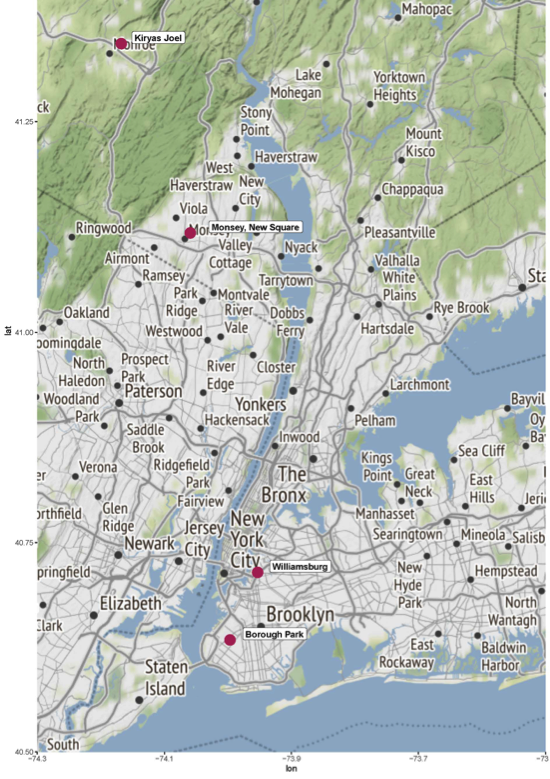 Mahopac
Kiryas Joel
Monroe
Lake
Mohegan
Yorktown
Heights
ck
Stony
Point
41.25
Mount
Kisco
West
Haverstraw
Haverstraw
New
City
Chappaqua
Viola
Ringwood
Monsey
Monsey, New Square
Pleasantville
Valley
Cottage
Nyack
Airmont
Valhalla
Ramsey
Tarrytown
White
Plains
Sta
Park
Ridge
Montvale
Oakland
River
Vale
Dobbs
Ferry
Rye Brook
lat
41.00
Westwood
Hartsdale
oomingdale
North
Haledon
Prospect
Park
River
Edge
Closter
Woodland
Park
Paterson
Yonkers
Larchmont
Hackensack
Pelham
Bayvil
Saddle
Brook
Inwood
Oy
Ba
Verona
Ridgefield
Park
The
Bronx
Kings
Point
Great
Neck
Sea Cliff
er
Fairview
East
Hills
orthfield
Glen
Ridge
Manhasset
Jeri
Jersey
City
New
York
City
Searingtown
Mineola
Salisb
40.75
Newark
Williamsburg
New
Hyde
Park
Hempstead
pringfield
Elizabeth
Brooklyn
North
Wantagh
Clark
Borough Park
Staten
Island
East
Rockaway
Baldwin
Harbor
South
40.50
−74.3
−74.1
−73.9
−73.7
−73
lon